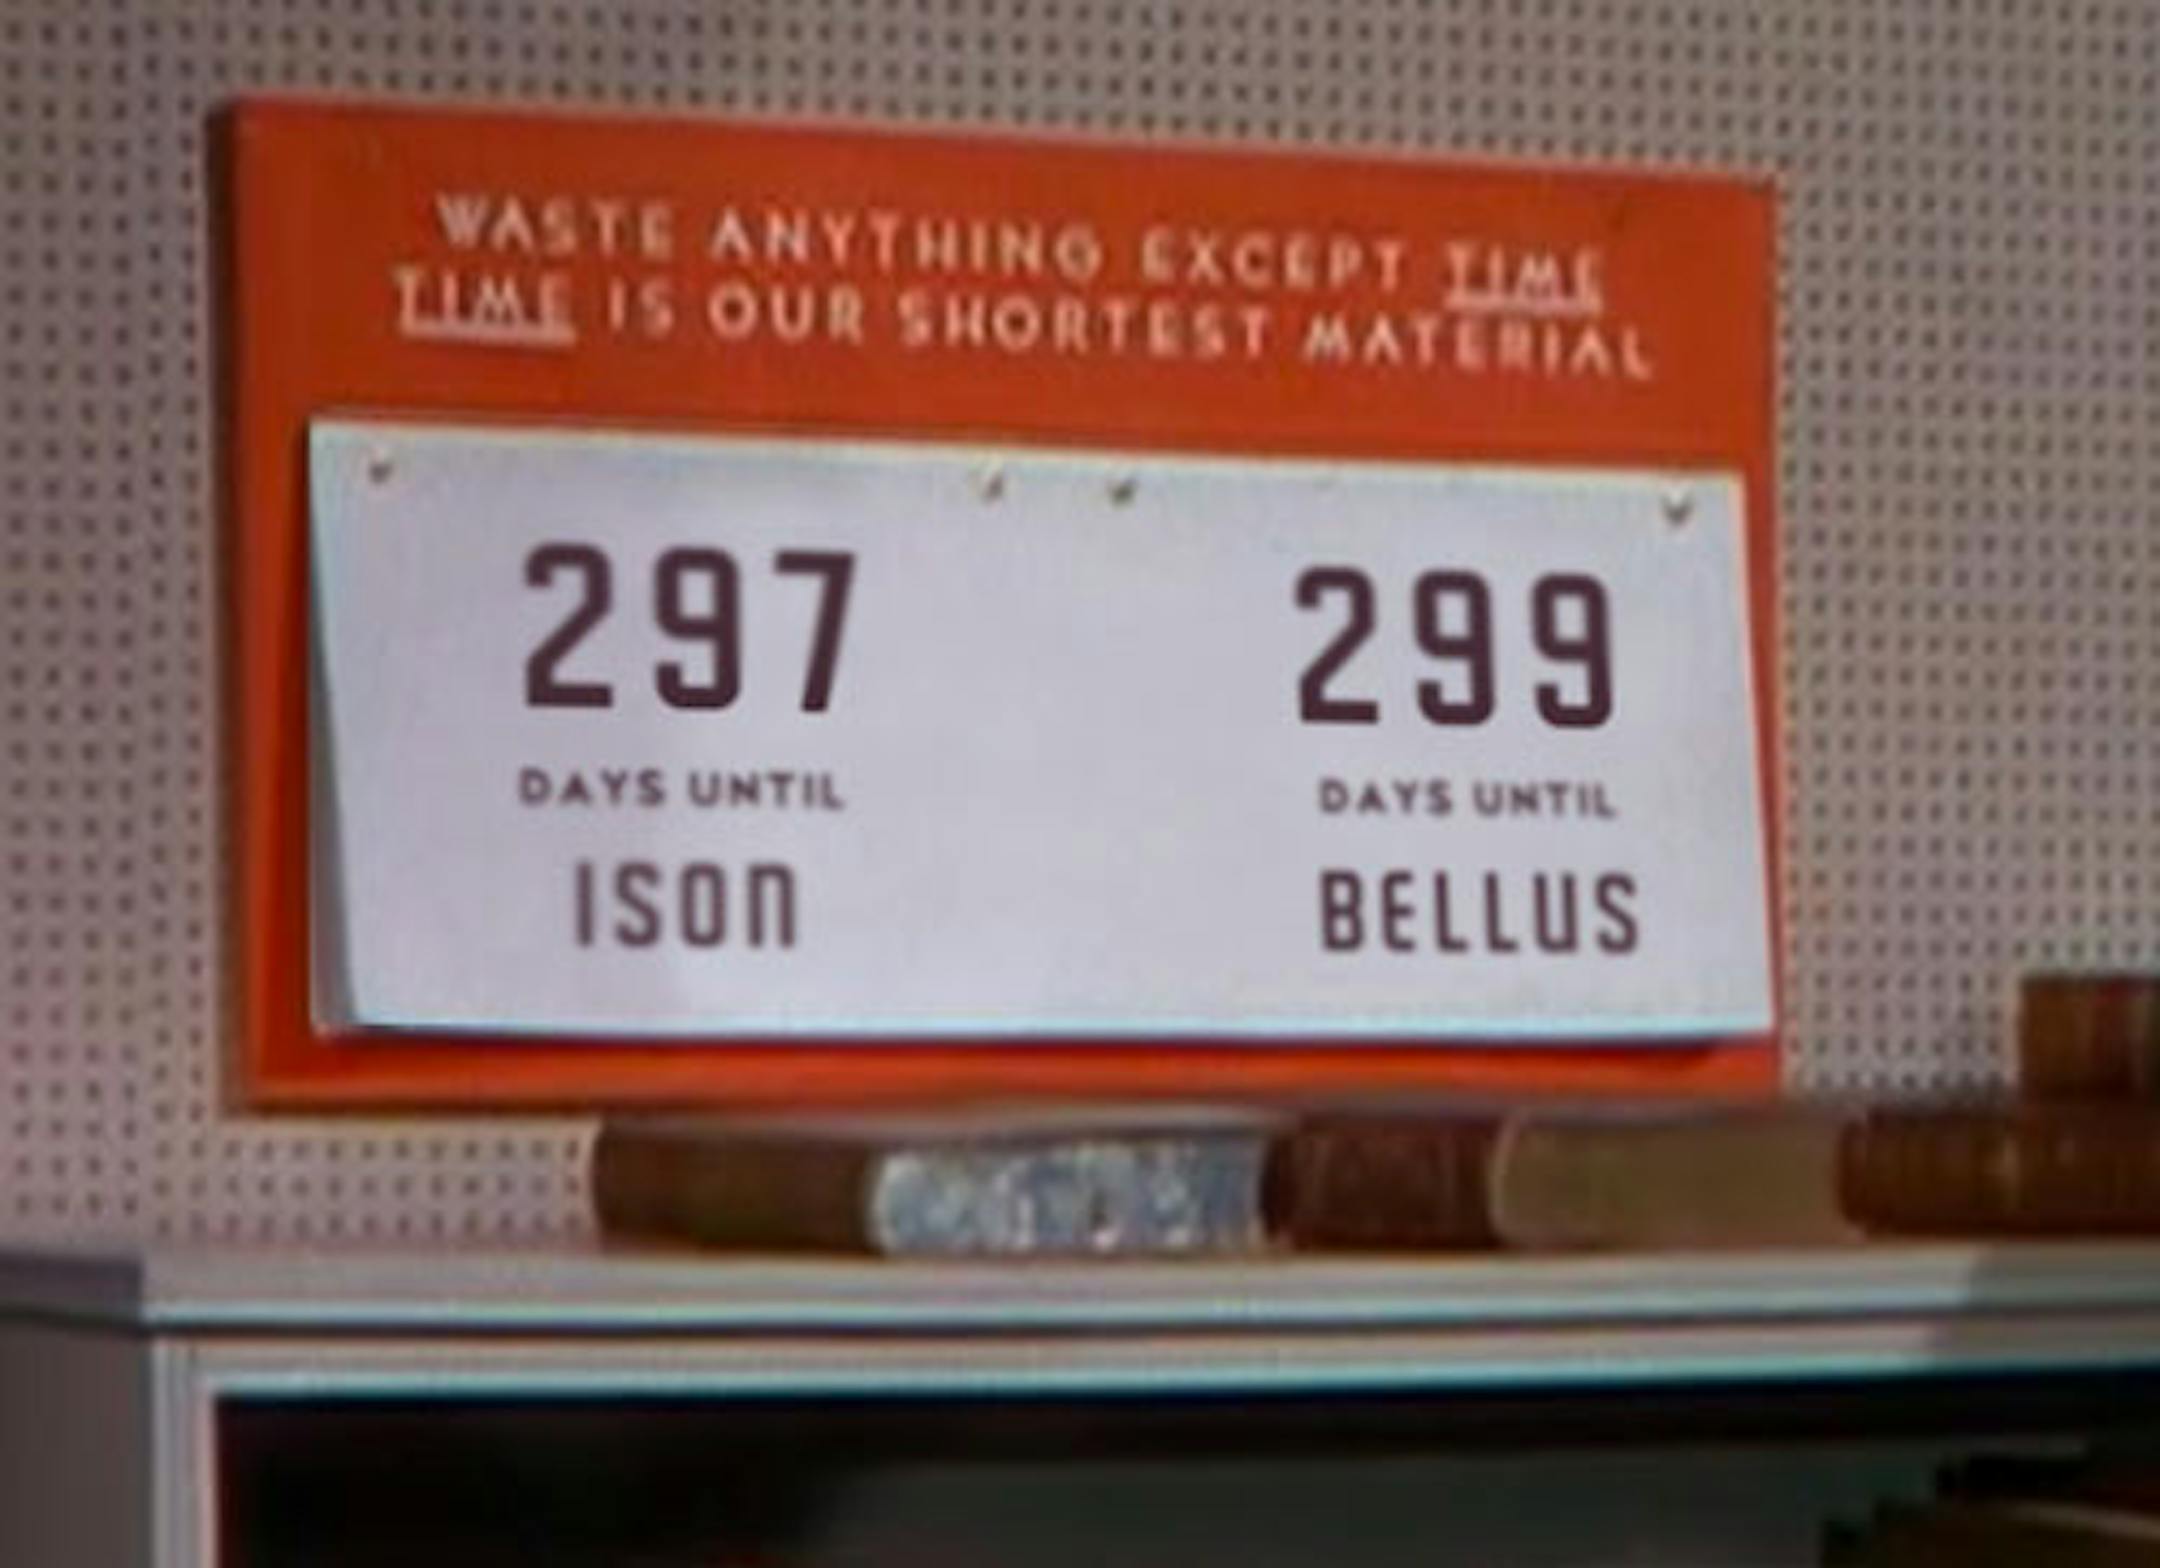 WASTE ANYTHING EXCEPT TIME
TIME IS OUR SHORTEST MATERIAL
297 299
DAYS UNTIL DAYS UNTIL
ISON BELLUS